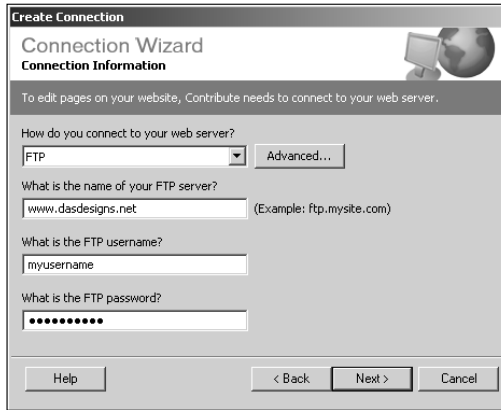 Create Connection
Connection Wizard
Connection Information
To edit pages on your website, Contribute needs to connect to your web server.
How do you connect to your web server?
FTP Advanced...
What is the name of your FTP server?
www.dasdesigns.net (Example: ftp.mysite.com)
What is the FTP username?
myusername
What is the FTP password?
●●●●●●●●●●
Help < Back Next > Cancel